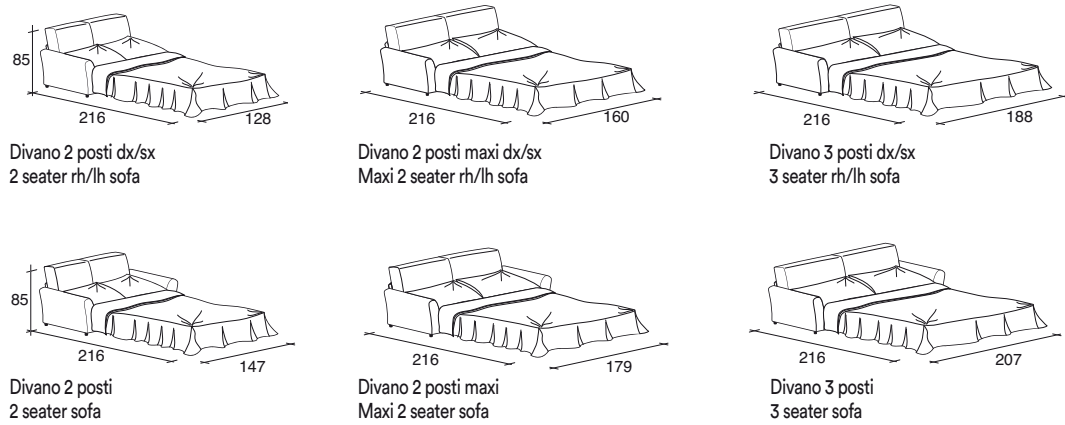 85
216
128
216
160
216
188
Divano 2 posti dx/sx
2 seater rh/lh sofa
Divano 2 posti maxi dx/sx
Maxi 2 seater rh/lh sofa
Divano 3 posti dx/sx
3 seater rh/lh sofa
85
216
147
216
179
216
207
Divano 2 posti
2 seater sofa
Divano 2 posti maxi
Maxi 2 seater sofa
Divano 3 posti
3 seater sofa